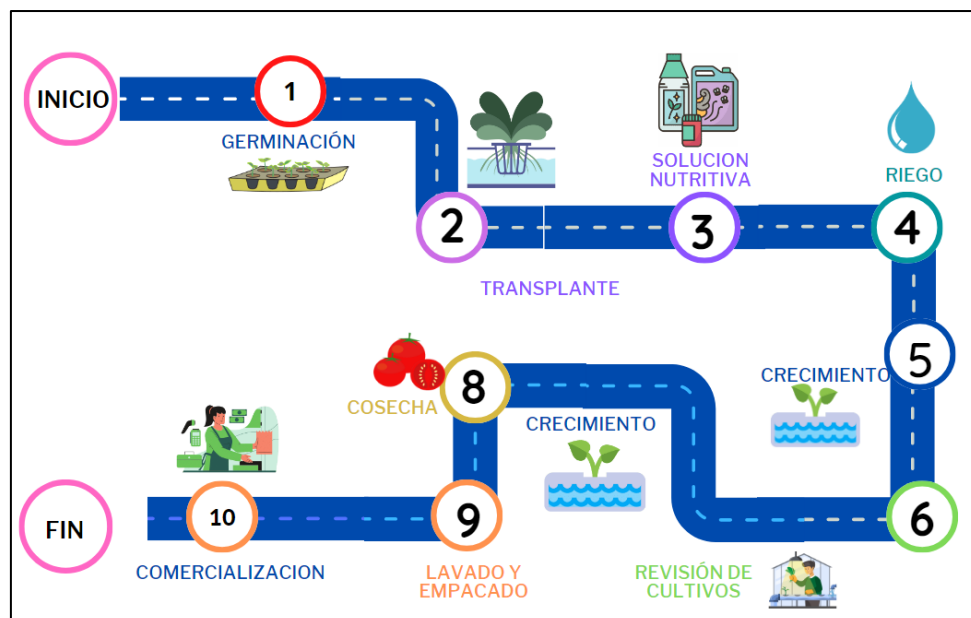 INICIO
1
GERMINACIÓN
2
TRANSPLANTE
SOLUCION
NUTRITIVA
3
RIEGO
4
5
CRECIMIENTO
6
REVISIÓN DE
CULTIVOS
CRECIMIENTO
8
COSECHA
9
LAVADO Y
EMPACADO
10
COMERCIALIZACION
FIN